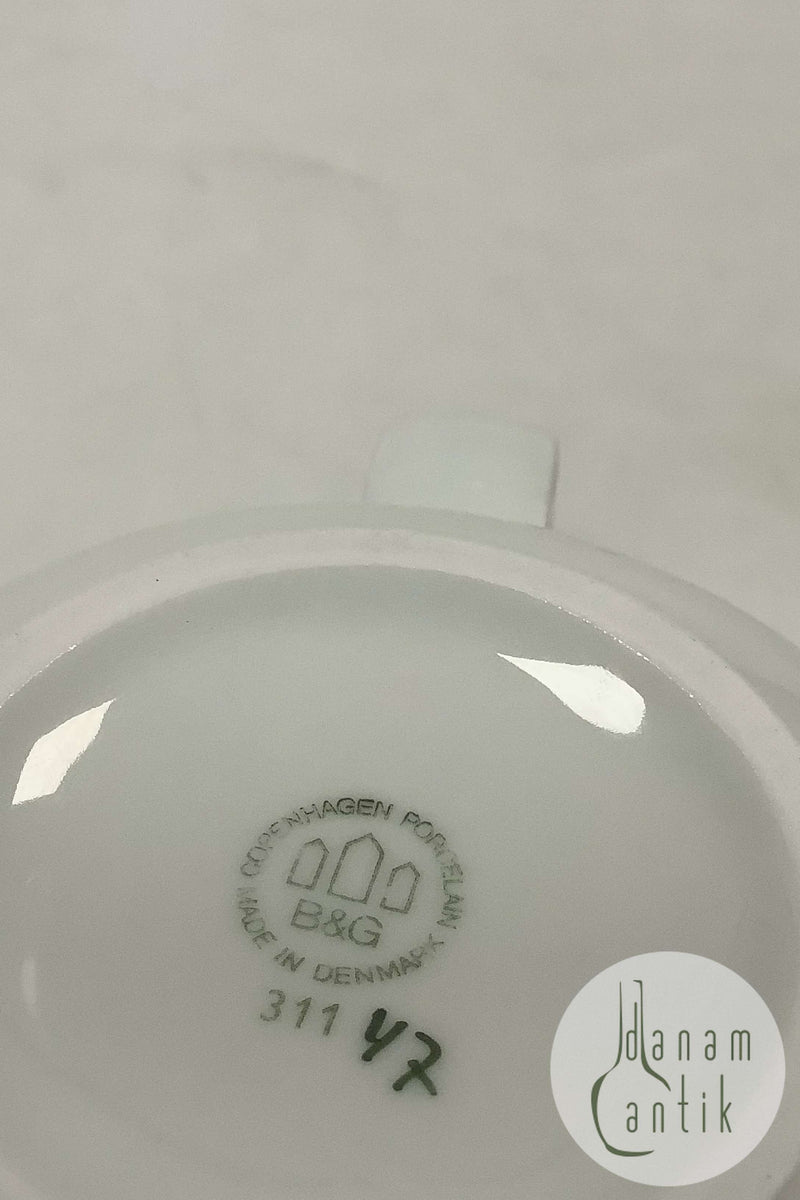 COPENHAGEN PORCELAIN
B&G
MADE IN DENMARK
311 47
danam
antik